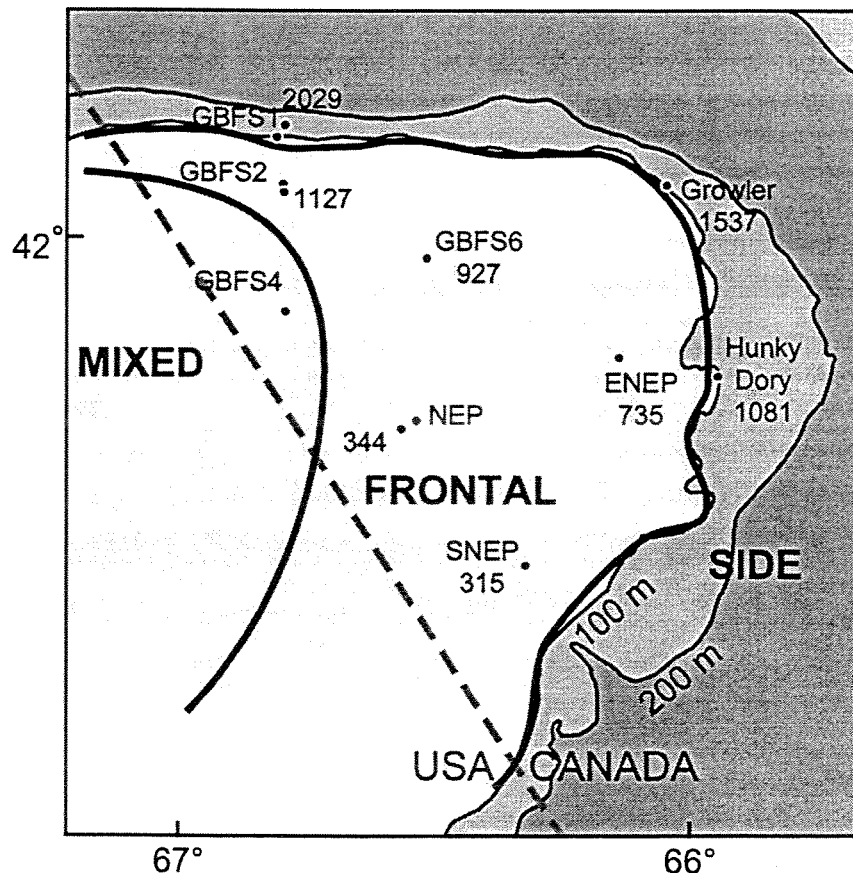 2029
GBFS1
GBFS2
1127
Growler
1537
42°
GBFS6
927
GBFS4
MIXED
Hunky
Dory
1081
ENEP
735
NEP
344
FRONTAL
SNEP
315
SIDE
100 m
200 m
USA
CANADA
67°
66°